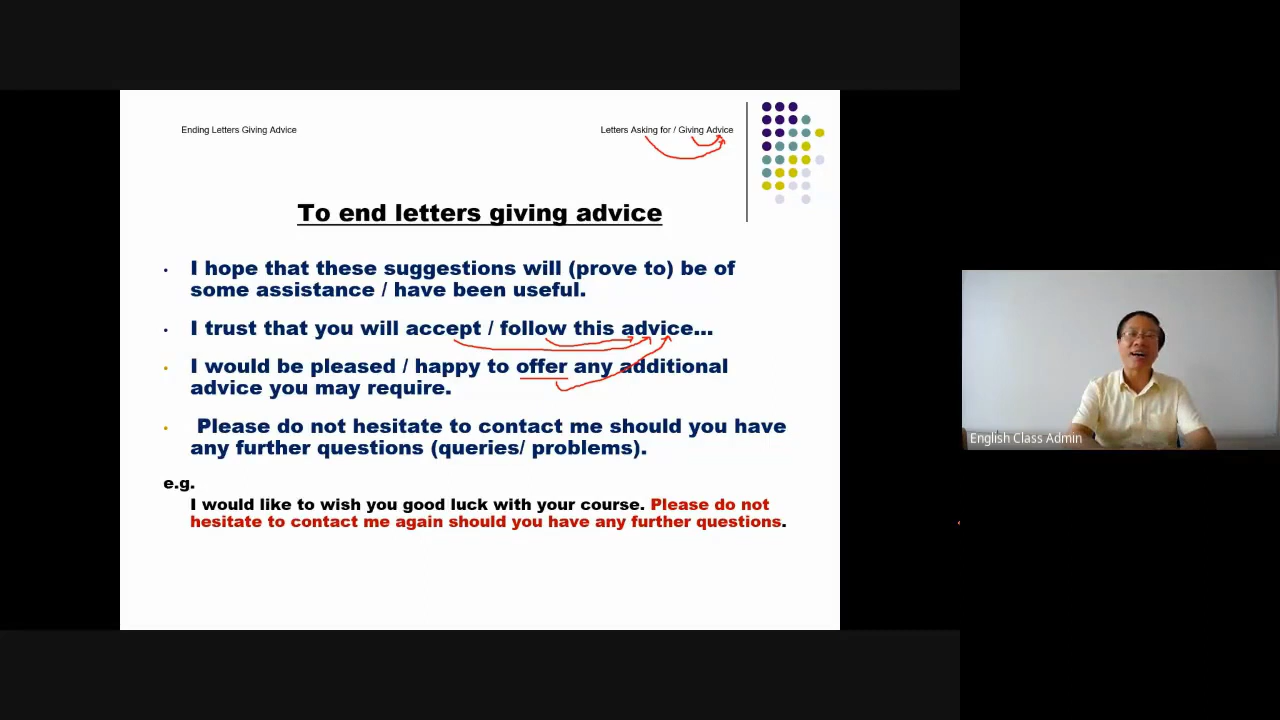 Ending Letters Giving Advice
Letters Asking for / Giving Advice
To end letters giving advice
• I hope that these suggestions will (prove to) be of
some assistance / have been useful.
• I trust that you will accept / follow this advice...
• I would be pleased / happy to offer any additional
advice you may require.
• Please do not hesitate to contact me should you have
any further questions (queries/ problems).
e.g.
I would like to wish you good luck with your course. Please do not
hesitate to contact me again should you have any further questions.
English Class Admin